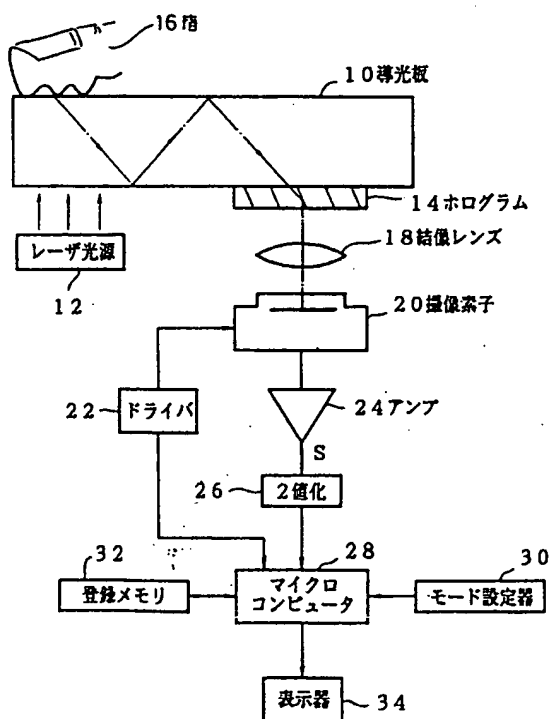 16指
10導光板
14ホログラム
レーザ光源
12
18結像レンズ
20撮像素子
22
ドライバ
24アンプ
S
26
2値化
32
28
30
登録メモリ
マイクロ
コンピュータ
モード設定器
表示器
34